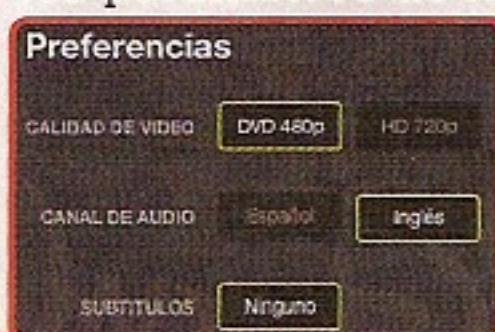 Preferencias
CALIDAD DE VIDEO DVD 480p HD 720p
CANAL DE AUDIO Español Inglés
SUBTITULOS Ninguno